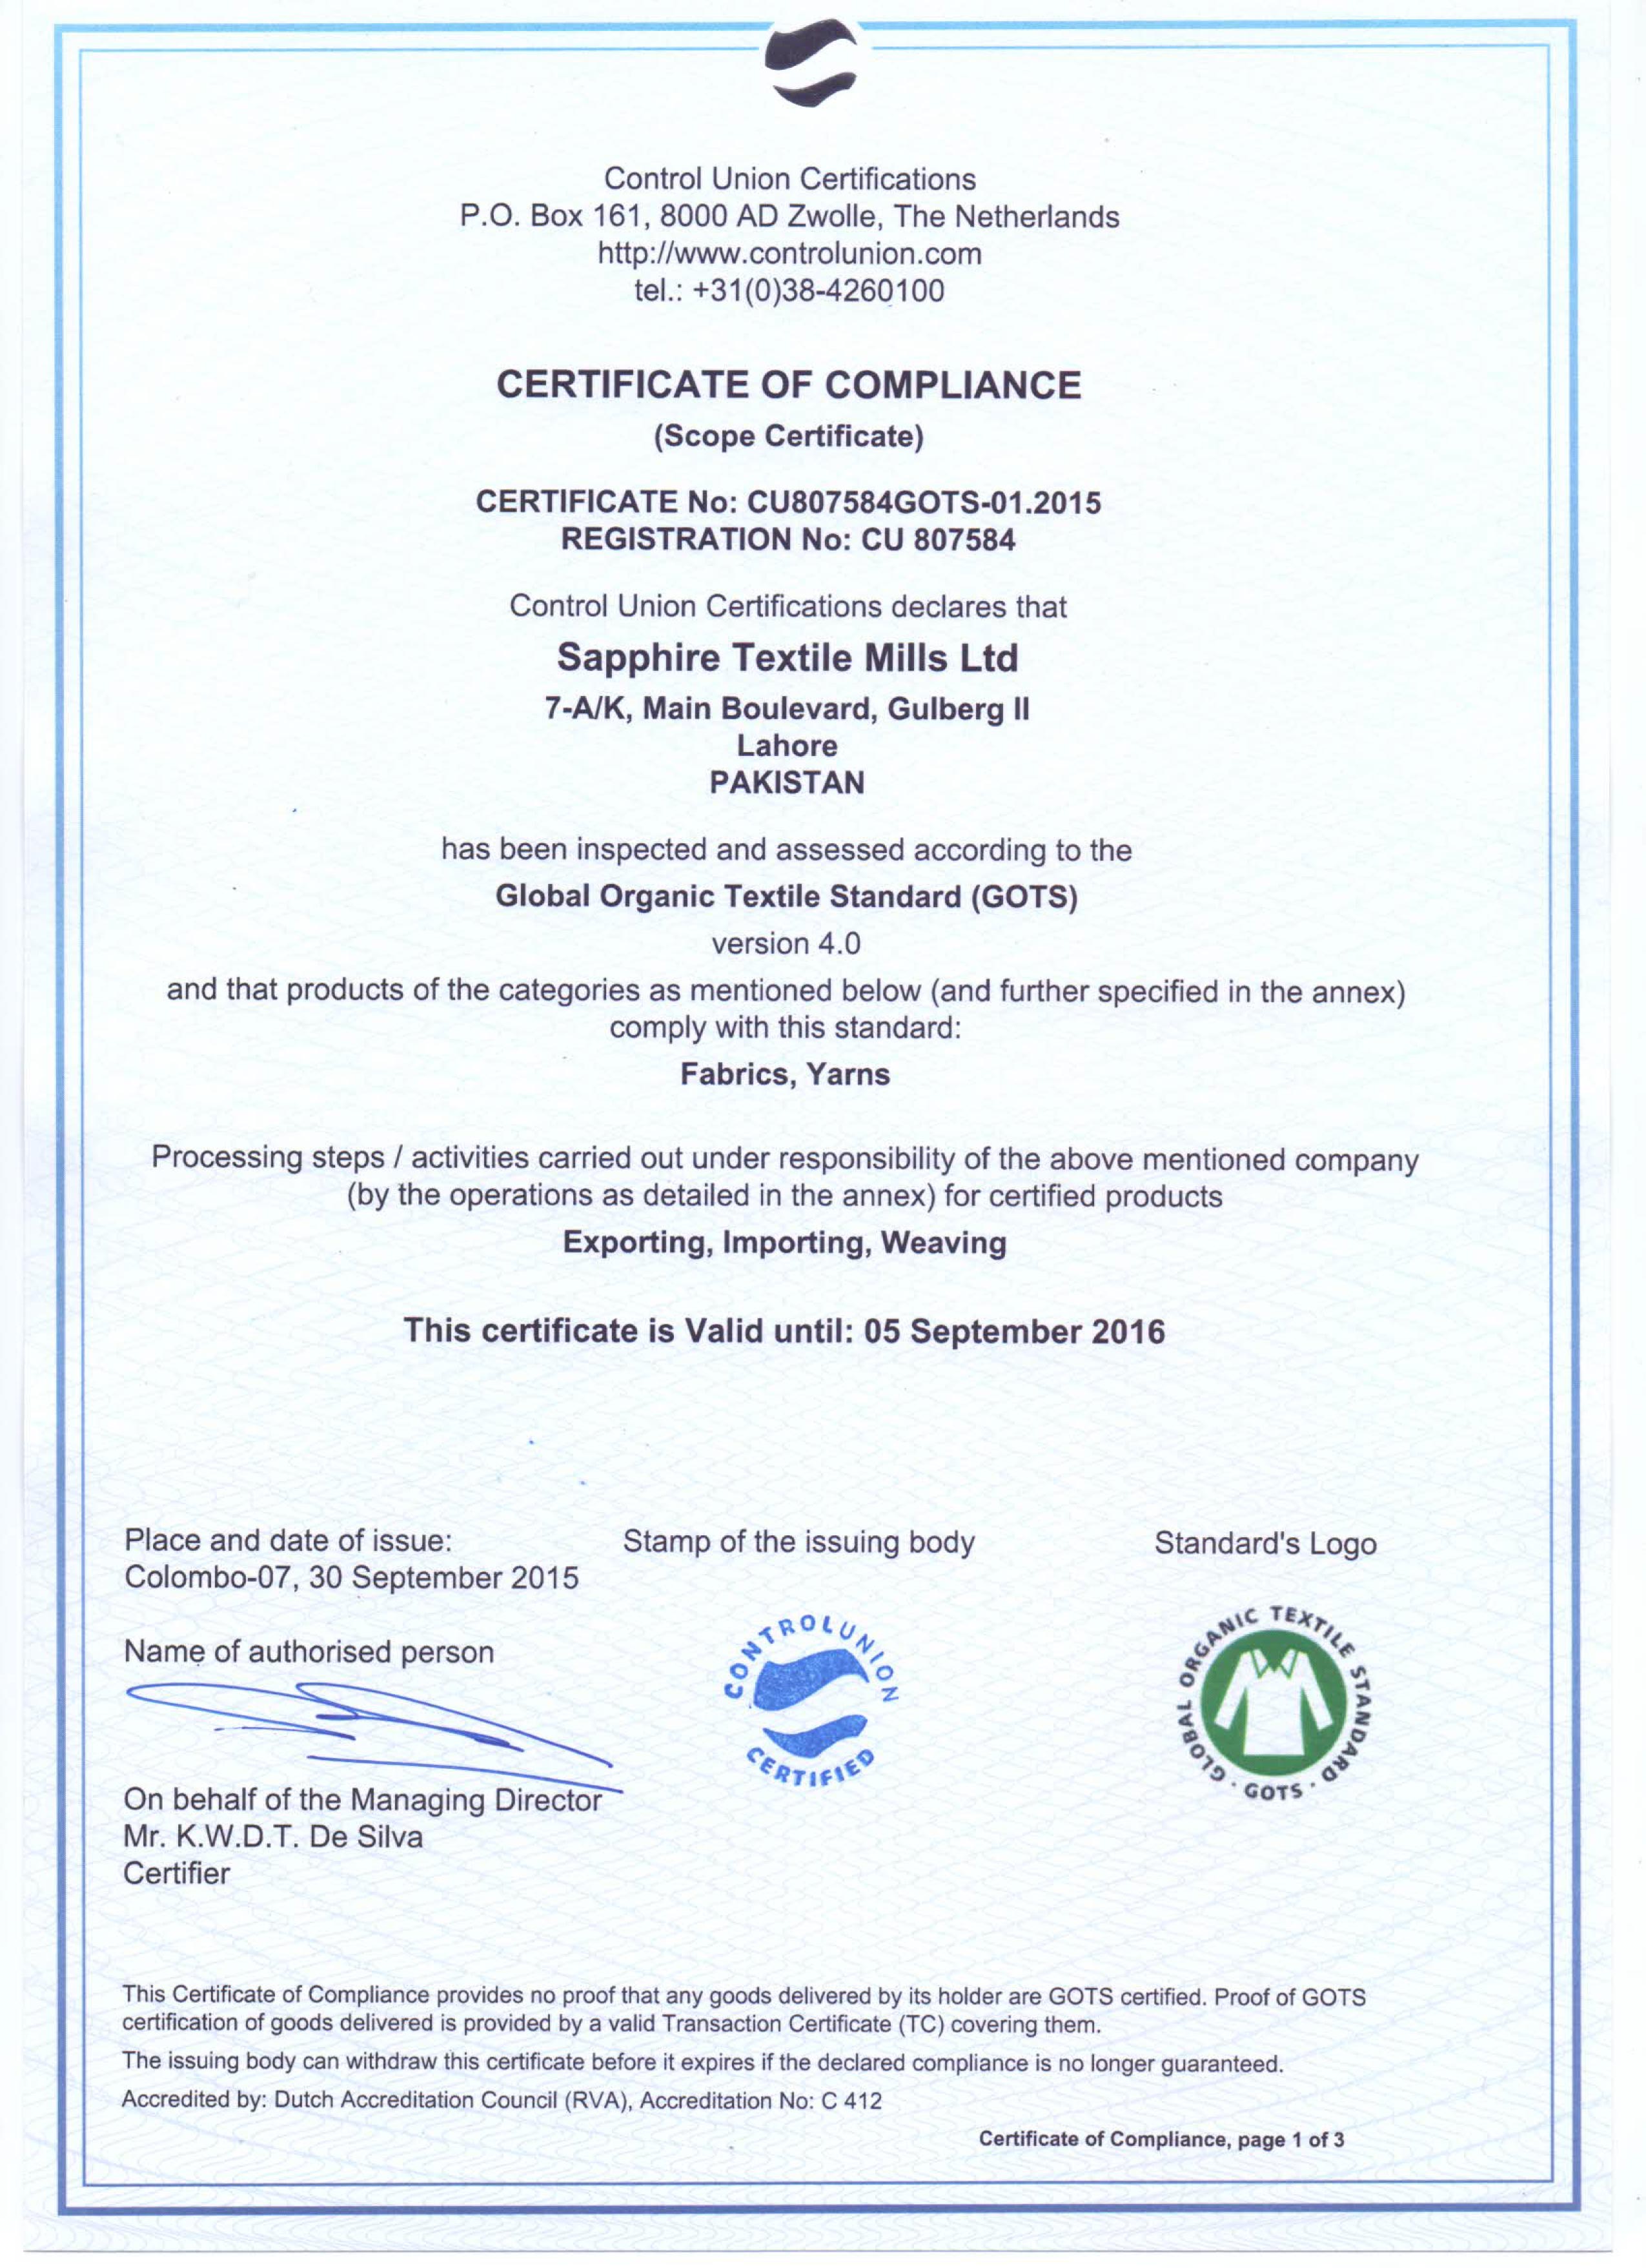 Control Union Certifications
P.O. Box 161, 8000 AD Zwolle, The Netherlands
http://www.controlunion.com
tel.: +31(0)38-4260100
CERTIFICATE OF COMPLIANCE
(Scope Certificate)
CERTIFICATE No: CU807584GOTS-01.2015
REGISTRATION No: CU 807584
Control Union Certifications declares that
Sapphire Textile Mills Ltd
7-A/K, Main Boulevard, Gulberg II
Lahore
PAKISTAN
has been inspected and assessed according to the
Global Organic Textile Standard (GOTS)
version 4.0
and that products of the categories as mentioned below (and further specified in the annex)
comply with this standard:
Fabrics, Yarns
Processing steps / activities carried out under responsibility of the above mentioned company
(by the operations as detailed in the annex) for certified products
Exporting, Importing, Weaving
This certificate is Valid until: 05 September 2016
Place and date of issue:
Colombo-07, 30 September 2015
Name of authorised person
On behalf of the Managing Director
Mr. K.W.D.T. De Silva
Certifier
Stamp of the issuing body
CONTROLUNION
CERTIFIED
Standard's Logo
GLOBAL ORGANIC TEXTILE STANDARD
· GOTS ·
This Certificate of Compliance provides no proof that any goods delivered by its holder are GOTS certified. Proof of GOTS
certification of goods delivered is provided by a valid Transaction Certificate (TC) covering them.
The issuing body can withdraw this certificate before it expires if the declared compliance is no longer guaranteed.
Accredited by: Dutch Accreditation Council (RVA), Accreditation No: C 412
Certificate of Compliance, page 1 of 3